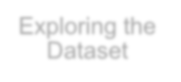 Exploring the
Dataset